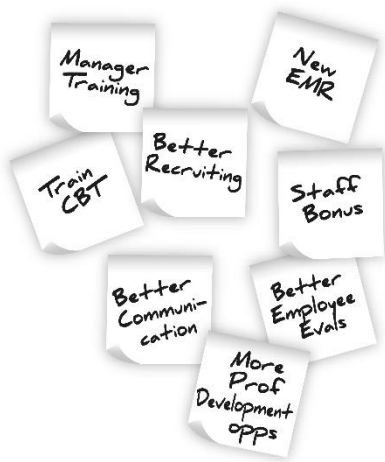 Manager
Training
New
EMR
Better
Recruiting
Train
CBT
Staff
Bonus
Better
Communi-
cation
Better
Employee
Evals
More
Prof
Development
opps